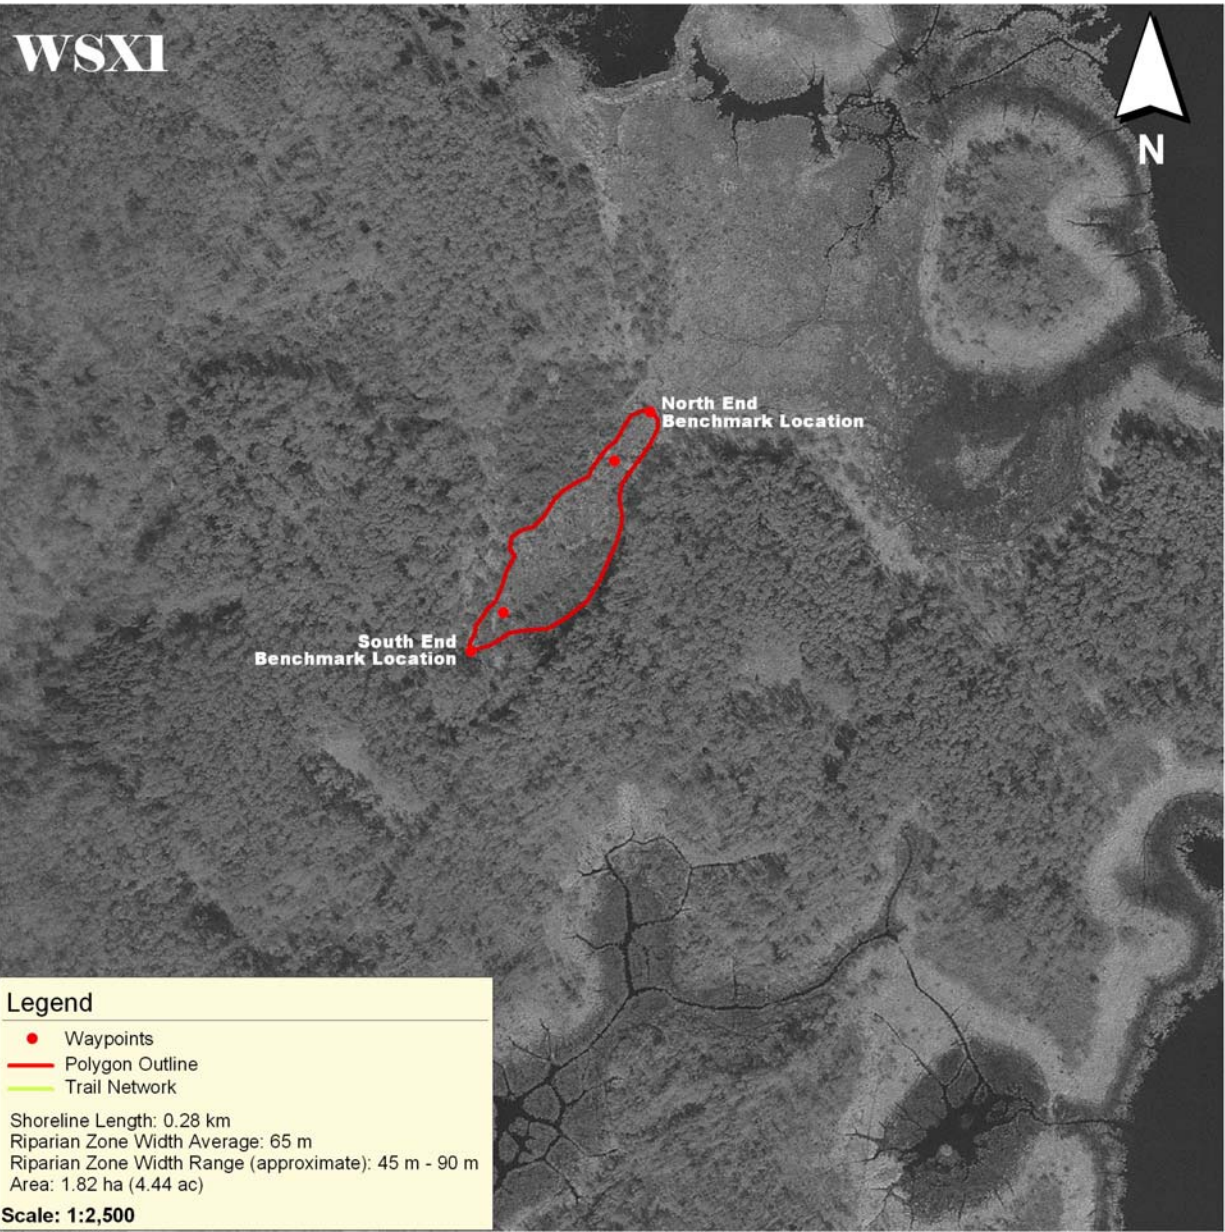 WSX1
N
North End
Benchmark Location
South End
Benchmark Location
Legend
Waypoints
Polygon Outline
Trail Network
Shoreline Length: 0.28 km
Riparian Zone Width Average: 65 m
Riparian Zone Width Range (approximate): 45 m - 90 m
Area: 1.82 ha (4.44 ac)
Scale: 1:2,500